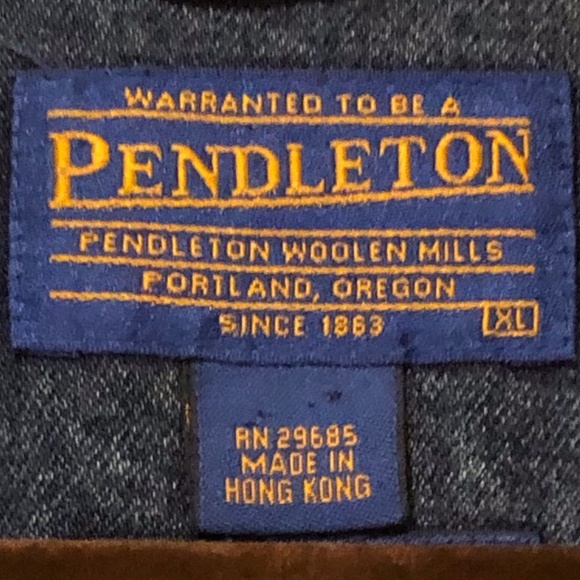 WARRANTED TO BE A
PENDLETON
PENDLETON WOOLEN MILLS
PORTLAND, OREGON
SINCE 1863
XL
RN 29685
MADE IN
HONG KONG